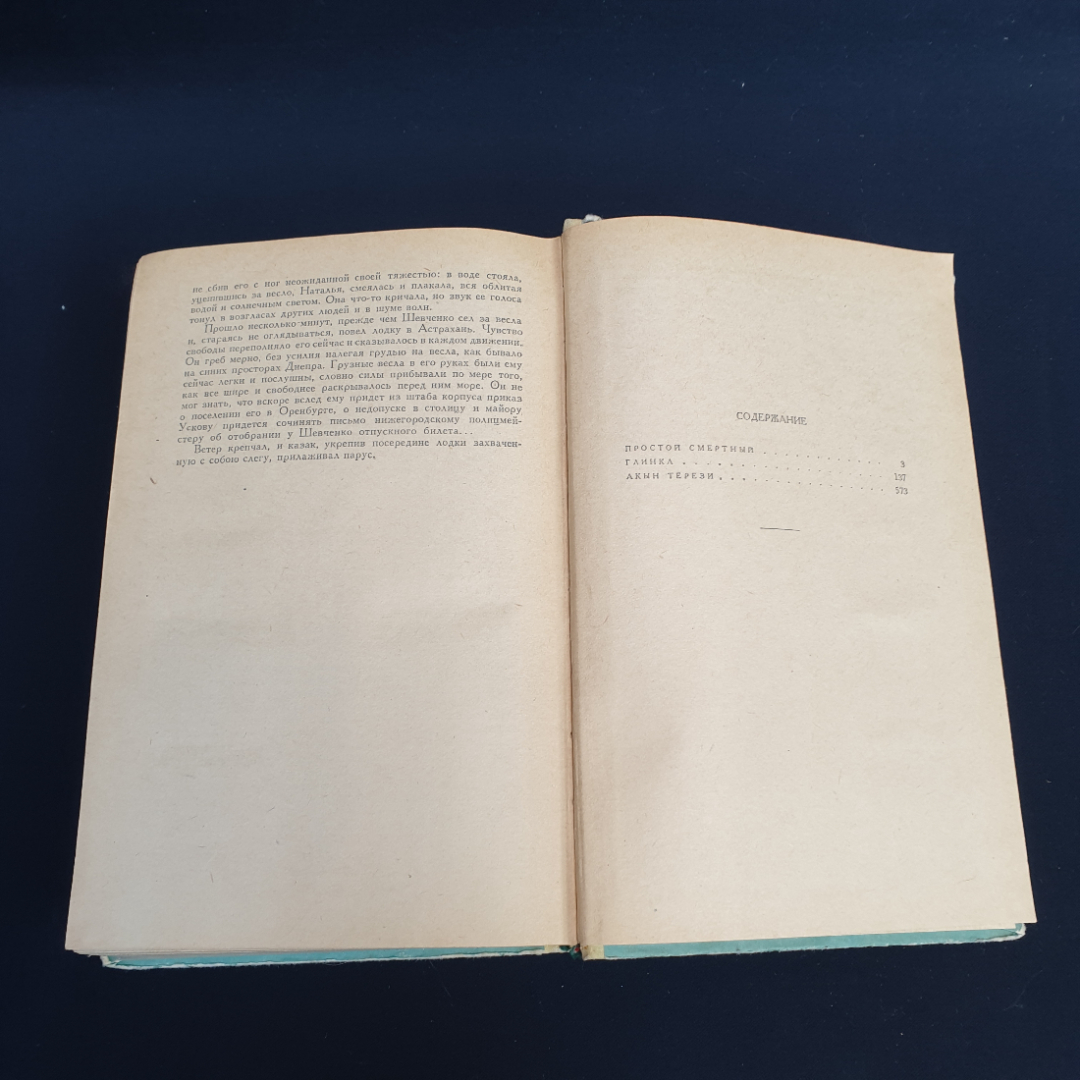 не сбив его с ног неожиданной своей тяжестью: в воде стояла,
уцепившись за весло, Наталья, смеялась и плакала, вся облитая
водой и солнечным светом. Она что-то кричала, но звук ее голоса
тонул в возгласах других людей и в шуме волн.
Прошло несколько минут, прежде чем Шевченко сел за весла
и, стараясь не оглядываться, повел лодку в Астрахань. Чувство
свободы переполняло его сейчас и сказывалось в каждом движении.
Он греб мерно, без усилия налегая грудью на весла, как бывало
на синих просторах Днепра. Грузные весла в его руках были ему
сейчас легки и послушны, словно силы прибывали по мере того,
как все шире и свободнее раскрывалось перед ним море. Он не
мог знать, что вскоре вслед ему придет из штаба корпуса приказ
о поселении его в Оренбурге, о недопуске в столицу и майору
Ускову придется сочинять письмо нижегородскому полицмей-
стеру об отобрании у Шевченко отпускного билета...
Ветер крепчал, и казак, укрепив посередине лодки захвачен-
ную с собою слегу, прилаживал парус.
СОДЕРЖАНИЕ
ПРОСТОЙ СМЕРТНЫЙ . . . . . . . . . . . 3
ГЛИНКА . . . . . . . . . . . . . . . . 137
АКЫН ТЕРЕЗИ . . . . . . . . . . . . . . 573